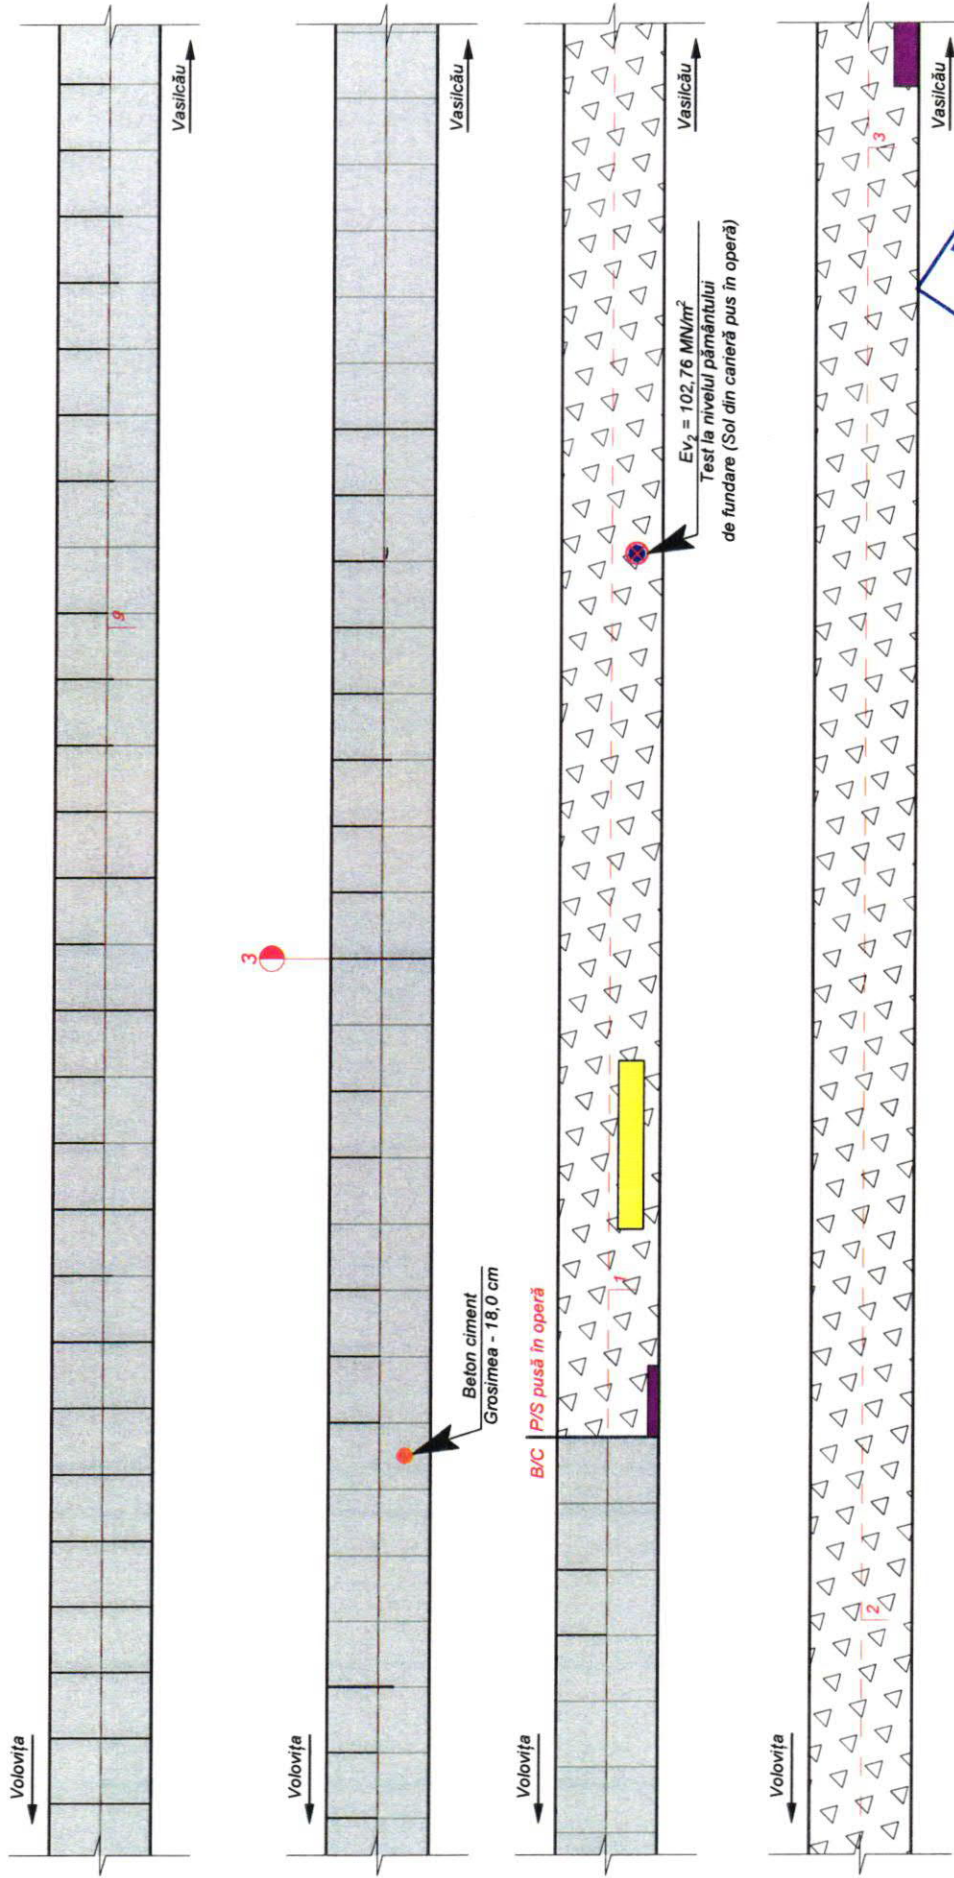 Volovița
Vasilcău
9
Volovița
Vasilcău
3
Beton ciment
Grosimea - 18,0 cm
Volovița
Vasilcău
B/C P/S pusă în operă
1
Ev₂ = 102,76 MN/m²
Test la nivelul pământului
de fundare (Sol din carieră pus în operă)
Volovița
Vasilcău
2
3